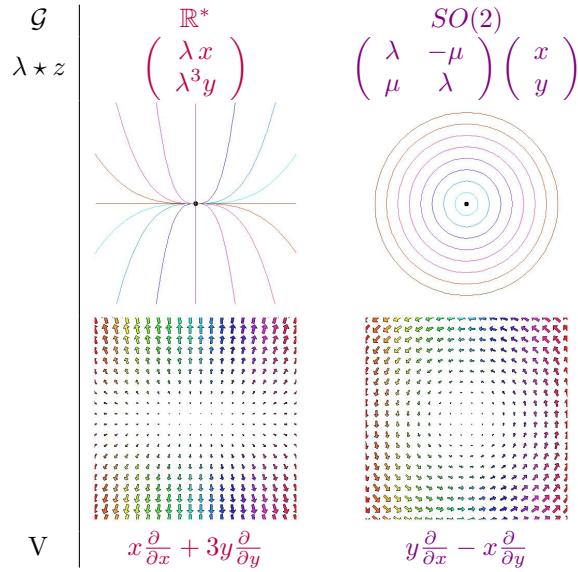 𝒢 ℝ* SO(2)
λ ⋆ z ( λ x λ³y ) ( λ −μ μ λ ) ( x y )
V x ∂/∂x + 3y ∂/∂y y ∂/∂x − x ∂/∂y